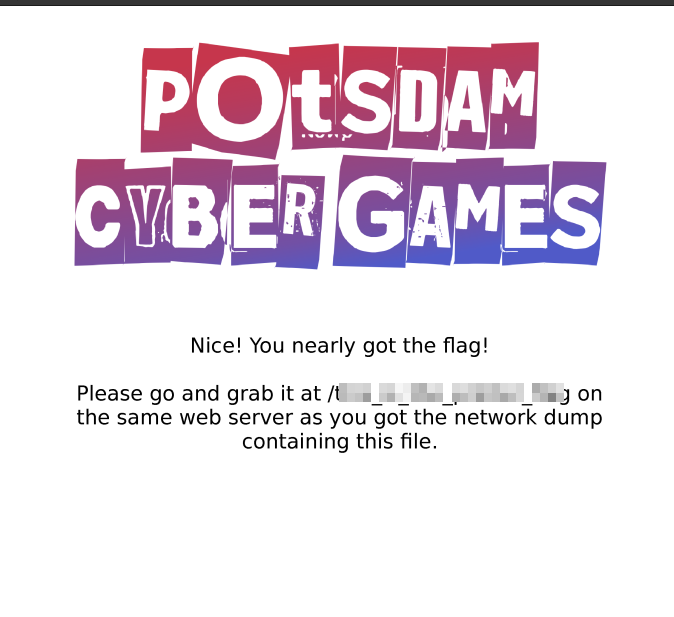 POtSDAM
CYBER GAMES
Nice! You nearly got the flag!
Please go and grab it at /t g on
the same web server as you got the network dump
containing this file.